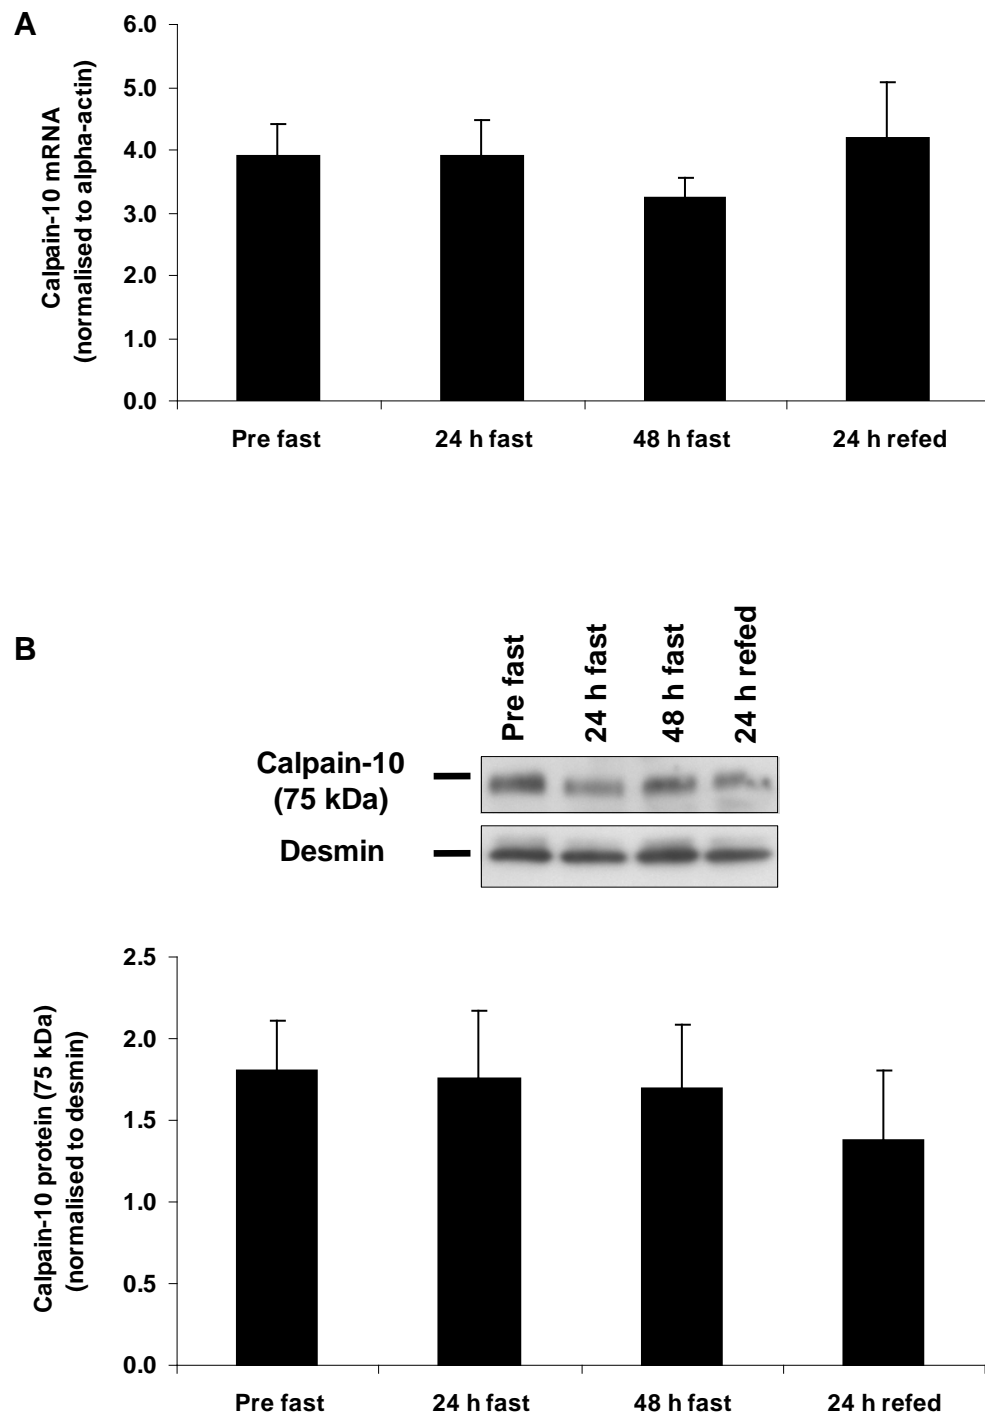 A
6.0
5.0
4.0
3.0
2.0
1.0
0.0
Calpain-10 mRNA
(normalised to alpha-actin)
Pre fast
24 h fast
48 h fast
24 h refed
B
Pre fast
24 h fast
48 h fast
24 h refed
Calpain-10
(75 kDa)
Desmin
2.5
2.0
1.5
1.0
0.5
0.0
Calpain-10 protein (75 kDa)
(normalised to desmin)
Pre fast
24 h fast
48 h fast
24 h refed